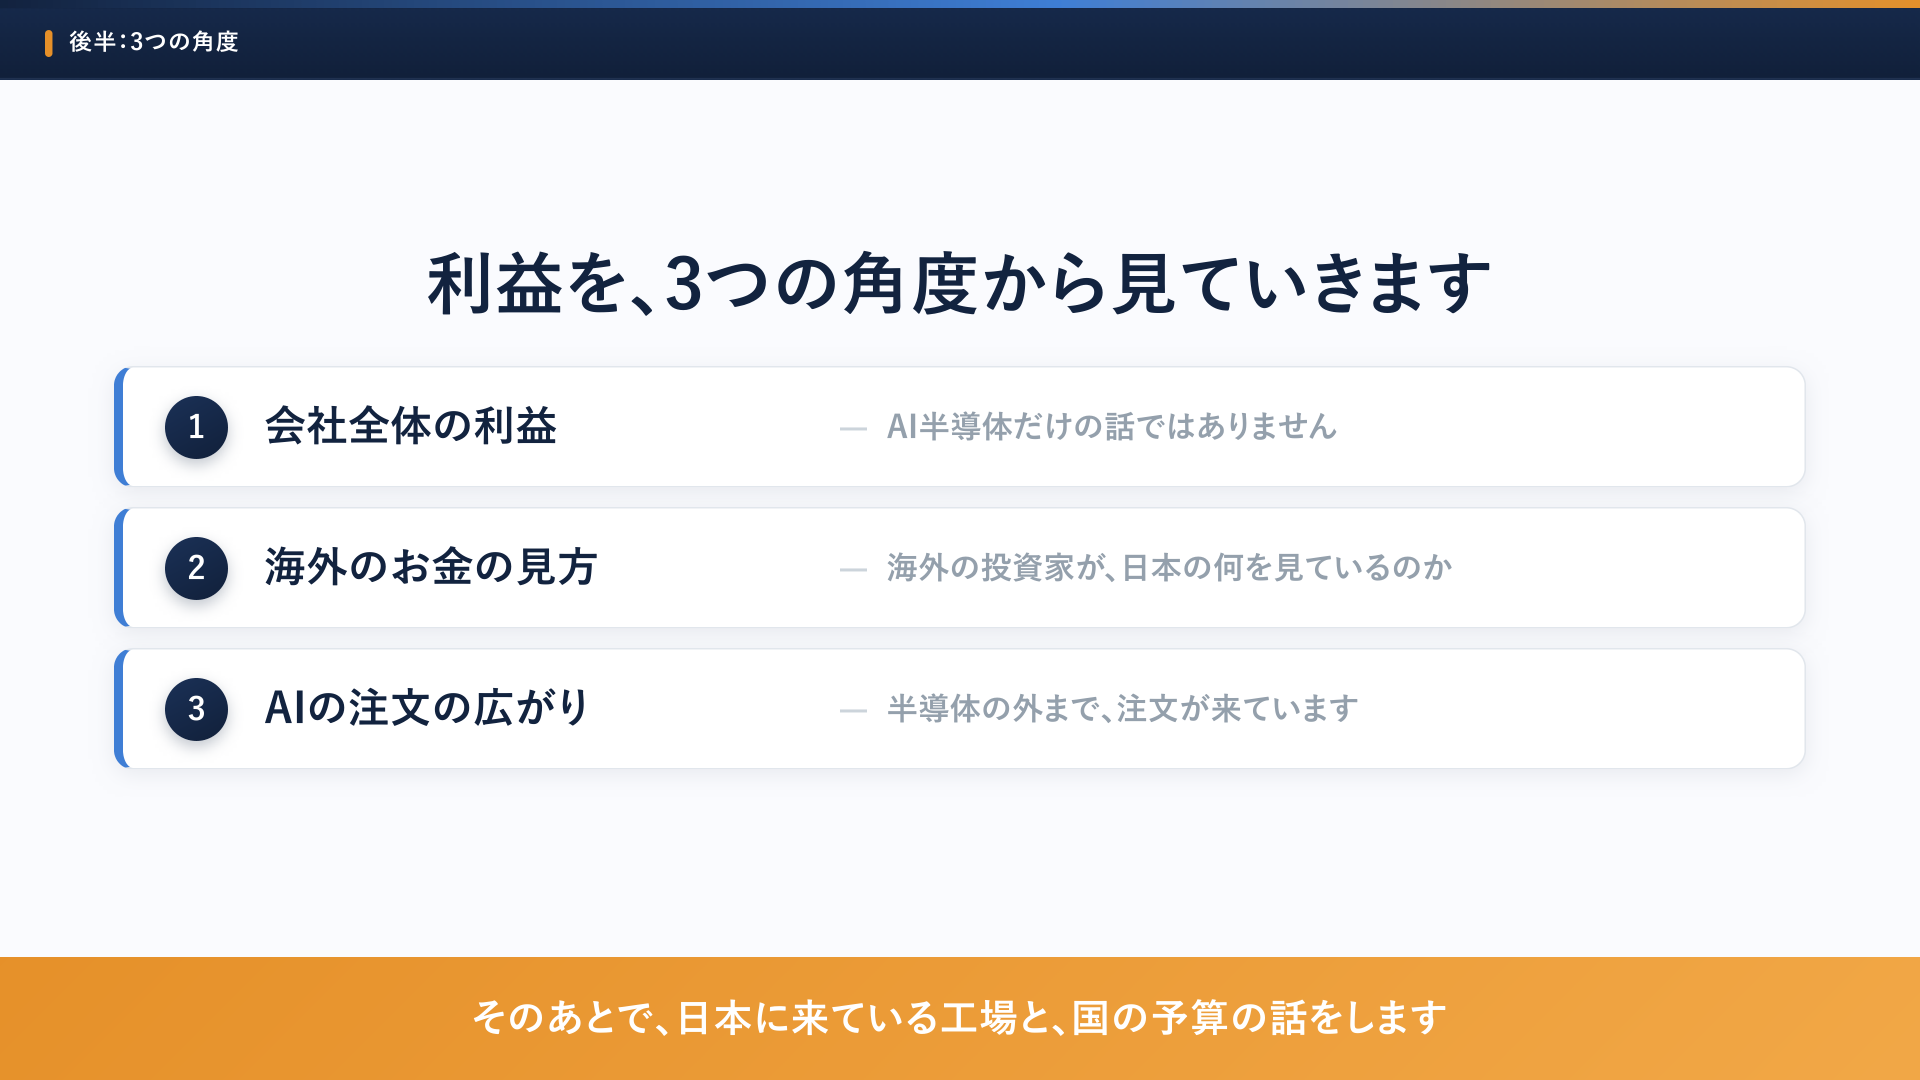 後半：3つの角度
利益を、3つの角度から見ていきます
1 会社全体の利益 — AI半導体だけの話ではありません
2 海外のお金の見方 — 海外の投資家が、日本の何を見ているのか
3 AIの注文の広がり — 半導体の外まで、注文が来ています
そのあとで、日本に来ている工場と、国の予算の話をします